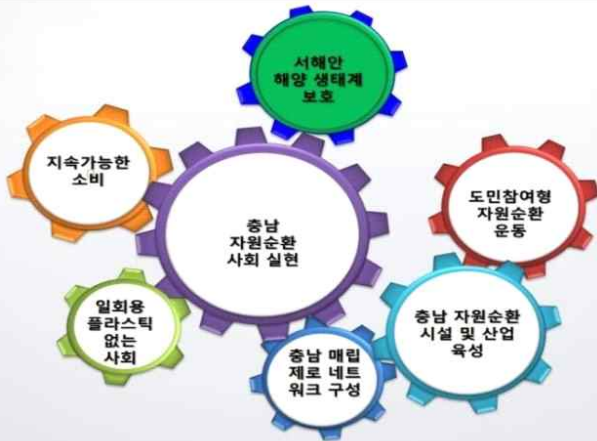 서해안
해양 생태계
보호
지속가능한
소비
도민참여형
자원순환
운동
충남
자원순환
사회 실현
일회용
플라스틱
없는
사회
충남 매립
제로 네트
워크 구성
충남 자원순환
시설 및 산업
육성